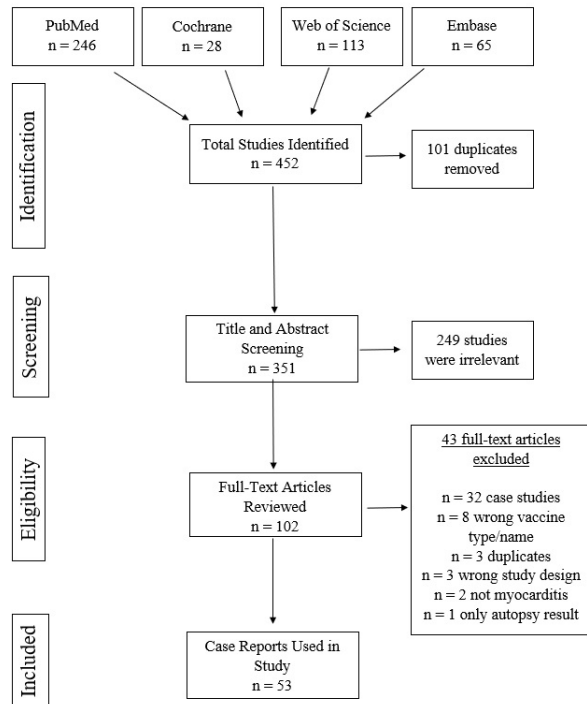 PubMed
n = 246
Cochrane
n = 28
Web of Science
n = 113
Embase
n = 65
Identification
Total Studies Identified
n = 452
101 duplicates
removed
Screening
Title and Abstract
Screening
n = 351
249 studies
were irrelevant
Eligibility
Full-Text Articles
Reviewed
n = 102
43 full-text articles
excluded
n = 32 case studies
n = 8 wrong vaccine
type/name
n = 3 duplicates
n = 3 wrong study design
n = 2 not myocarditis
n = 1 only autopsy result
Included
Case Reports Used in
Study
n = 53